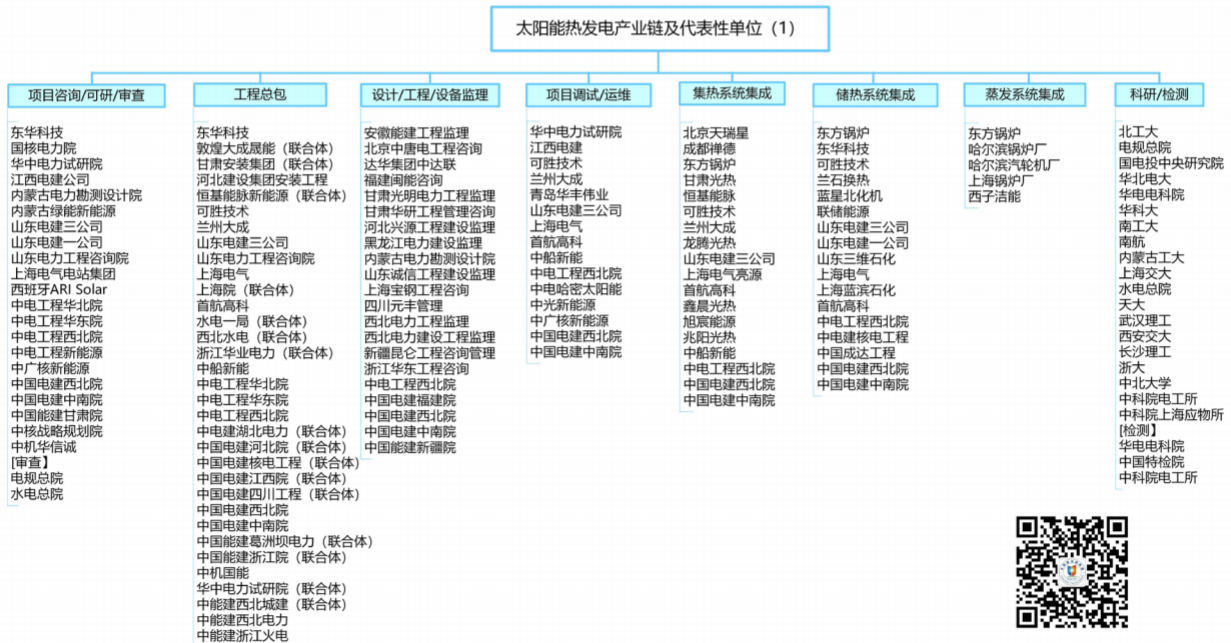 太阳能热发电产业链及代表性单位（1）
项目咨询/可研/审查
东华科技
国核电力院
华中电力试研院
江西电建公司
内蒙古电力勘测设计院
内蒙古绿能新能源
山东电建三公司
山东电建一公司
山东电力工程咨询院
上海电气电站集团
西班牙ARI Solar
中电工程华北院
中电工程华东院
中电工程西北院
中电工程新能源
中广核新能源
中国电建西北院
中国电建中南院
中国能建甘肃院
中核战略规划院
中机华信诚
[审查】
电规总院
水电总院
工程总包
东华科技
敦煌大成晟能（联合体）
甘肃安装集团（联合体）
河北建设集团安装工程
恒基能脉新能源（联合体）
可胜技术
兰州大成
山东电建三公司
山东电力工程咨询院
上海电气
上海院（联合体）
首航高科
水电一局（联合体）
西北水电（联合体）
浙江华业电力（联合体）
中船新能
中电工程华北院
中电工程华东院
中电工程西北院
中电建湖北电力（联合体）
中国电建河北院（联合体）
中国电建核电工程（联合体）
中国电建江西院（联合体）
中国电建四川工程（联合体）
中国电建西北院
中国电建中南院
中国能建葛洲坝电力（联合体）
中国能建浙江院（联合体）
中机国能
华中电力试研院（联合体）
中能建西北城建（联合体）
中能建西北电力
中能建浙江火电
设计/工程/设备监理
安徽能建工程监理
北京中唐电工程咨询
达华集团中达联
福建闽能咨询
甘肃光明电力工程监理
甘肃华研工程管理咨询
河北兴源工程建设监理
黑龙江电力建设监理
内蒙古电力勘测设计院
山东诚信工程建设监理
上海宝钢工程咨询
四川元丰管理
西北电力工程监理
西北电力建设工程监理
新疆昆仑工程咨询管理
浙江华东工程咨询
中电工程西北院
中国电建福建院
中国电建西北院
中国电建中南院
中国能建新疆院
项目调试/运维
华中电力试研院
江西电建
可胜技术
兰州大成
青岛华丰伟业
山东电建三公司
上海电气
首航高科
中船新能
中电工程西北院
中电哈密太阳能
中光新能源
中广核新能源
中国电建西北院
中国电建中南院
集热系统集成
北京天瑞星
成都禅德
东方锅炉
甘肃光热
恒基能脉
可胜技术
兰州大成
龙腾光热
山东电建三公司
上海电气亮源
首航高科
鑫晨光热
旭宸能源
兆阳光热
中船新能
中电工程西北院
中国电建西北院
中国电建中南院
储热系统集成
东方锅炉
东华科技
可胜技术
兰石换热
蓝星北化机
联储能源
山东电建三公司
山东电建一公司
山东三维石化
上海电气
上海蓝滨石化
首航高科
中电工程西北院
中电建核电工程
中国成达工程
中国电建西北院
中国电建中南院
蒸发系统集成
东方锅炉
哈尔滨锅炉厂
哈尔滨汽轮机厂
上海锅炉厂
西子洁能
科研/检测
北工大
电规总院
国电投中央研究院
华北电大
华电电科院
华科大
南工大
南航
内蒙古工大
上海交大
水电总院
天大
武汉理工
西安交大
长沙理工
浙大
中北大学
中科院电工所
中科院上海应物所
[检测】
华电电科院
中国特检院
中科院电工所